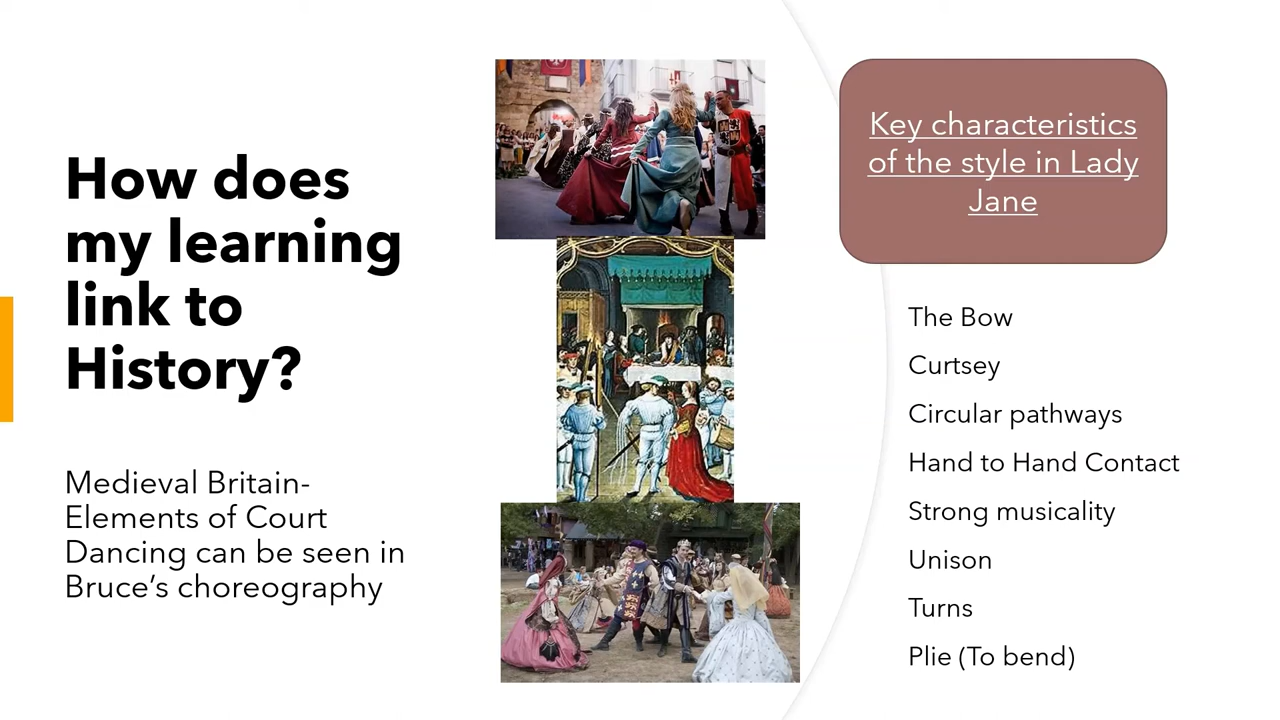 How does
my learning
link to
History?
Medieval Britain-
Elements of Court
Dancing can be seen in
Bruce’s choreography
Key characteristics
of the style in Lady
Jane
The Bow
Curtsey
Circular pathways
Hand to Hand Contact
Strong musicality
Unison
Turns
Plie (To bend)